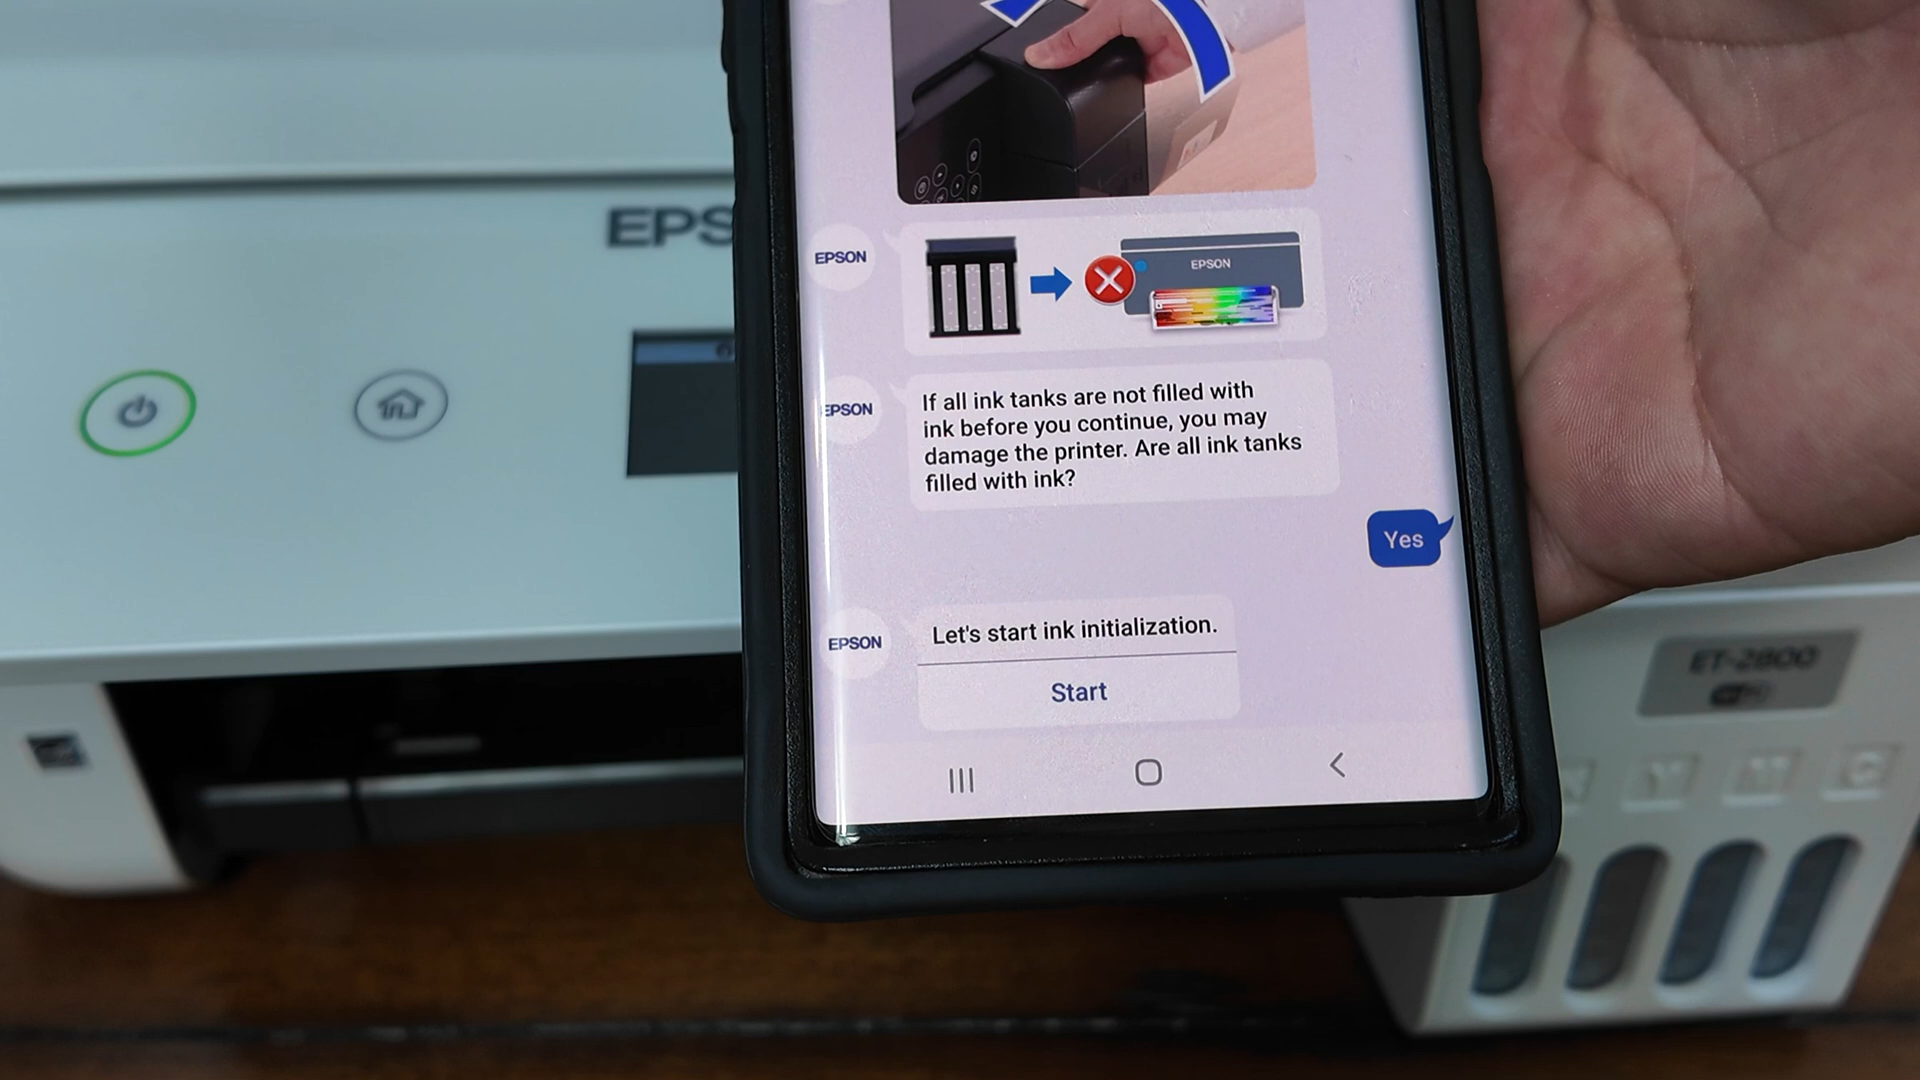 EPS
EPSON
EPSON
EPSON
If all ink tanks are not filled with
ink before you continue, you may
damage the printer. Are all ink tanks
filled with ink?
Yes
EPSON
Let's start ink initialization.
Start
ET-2800
Y M C